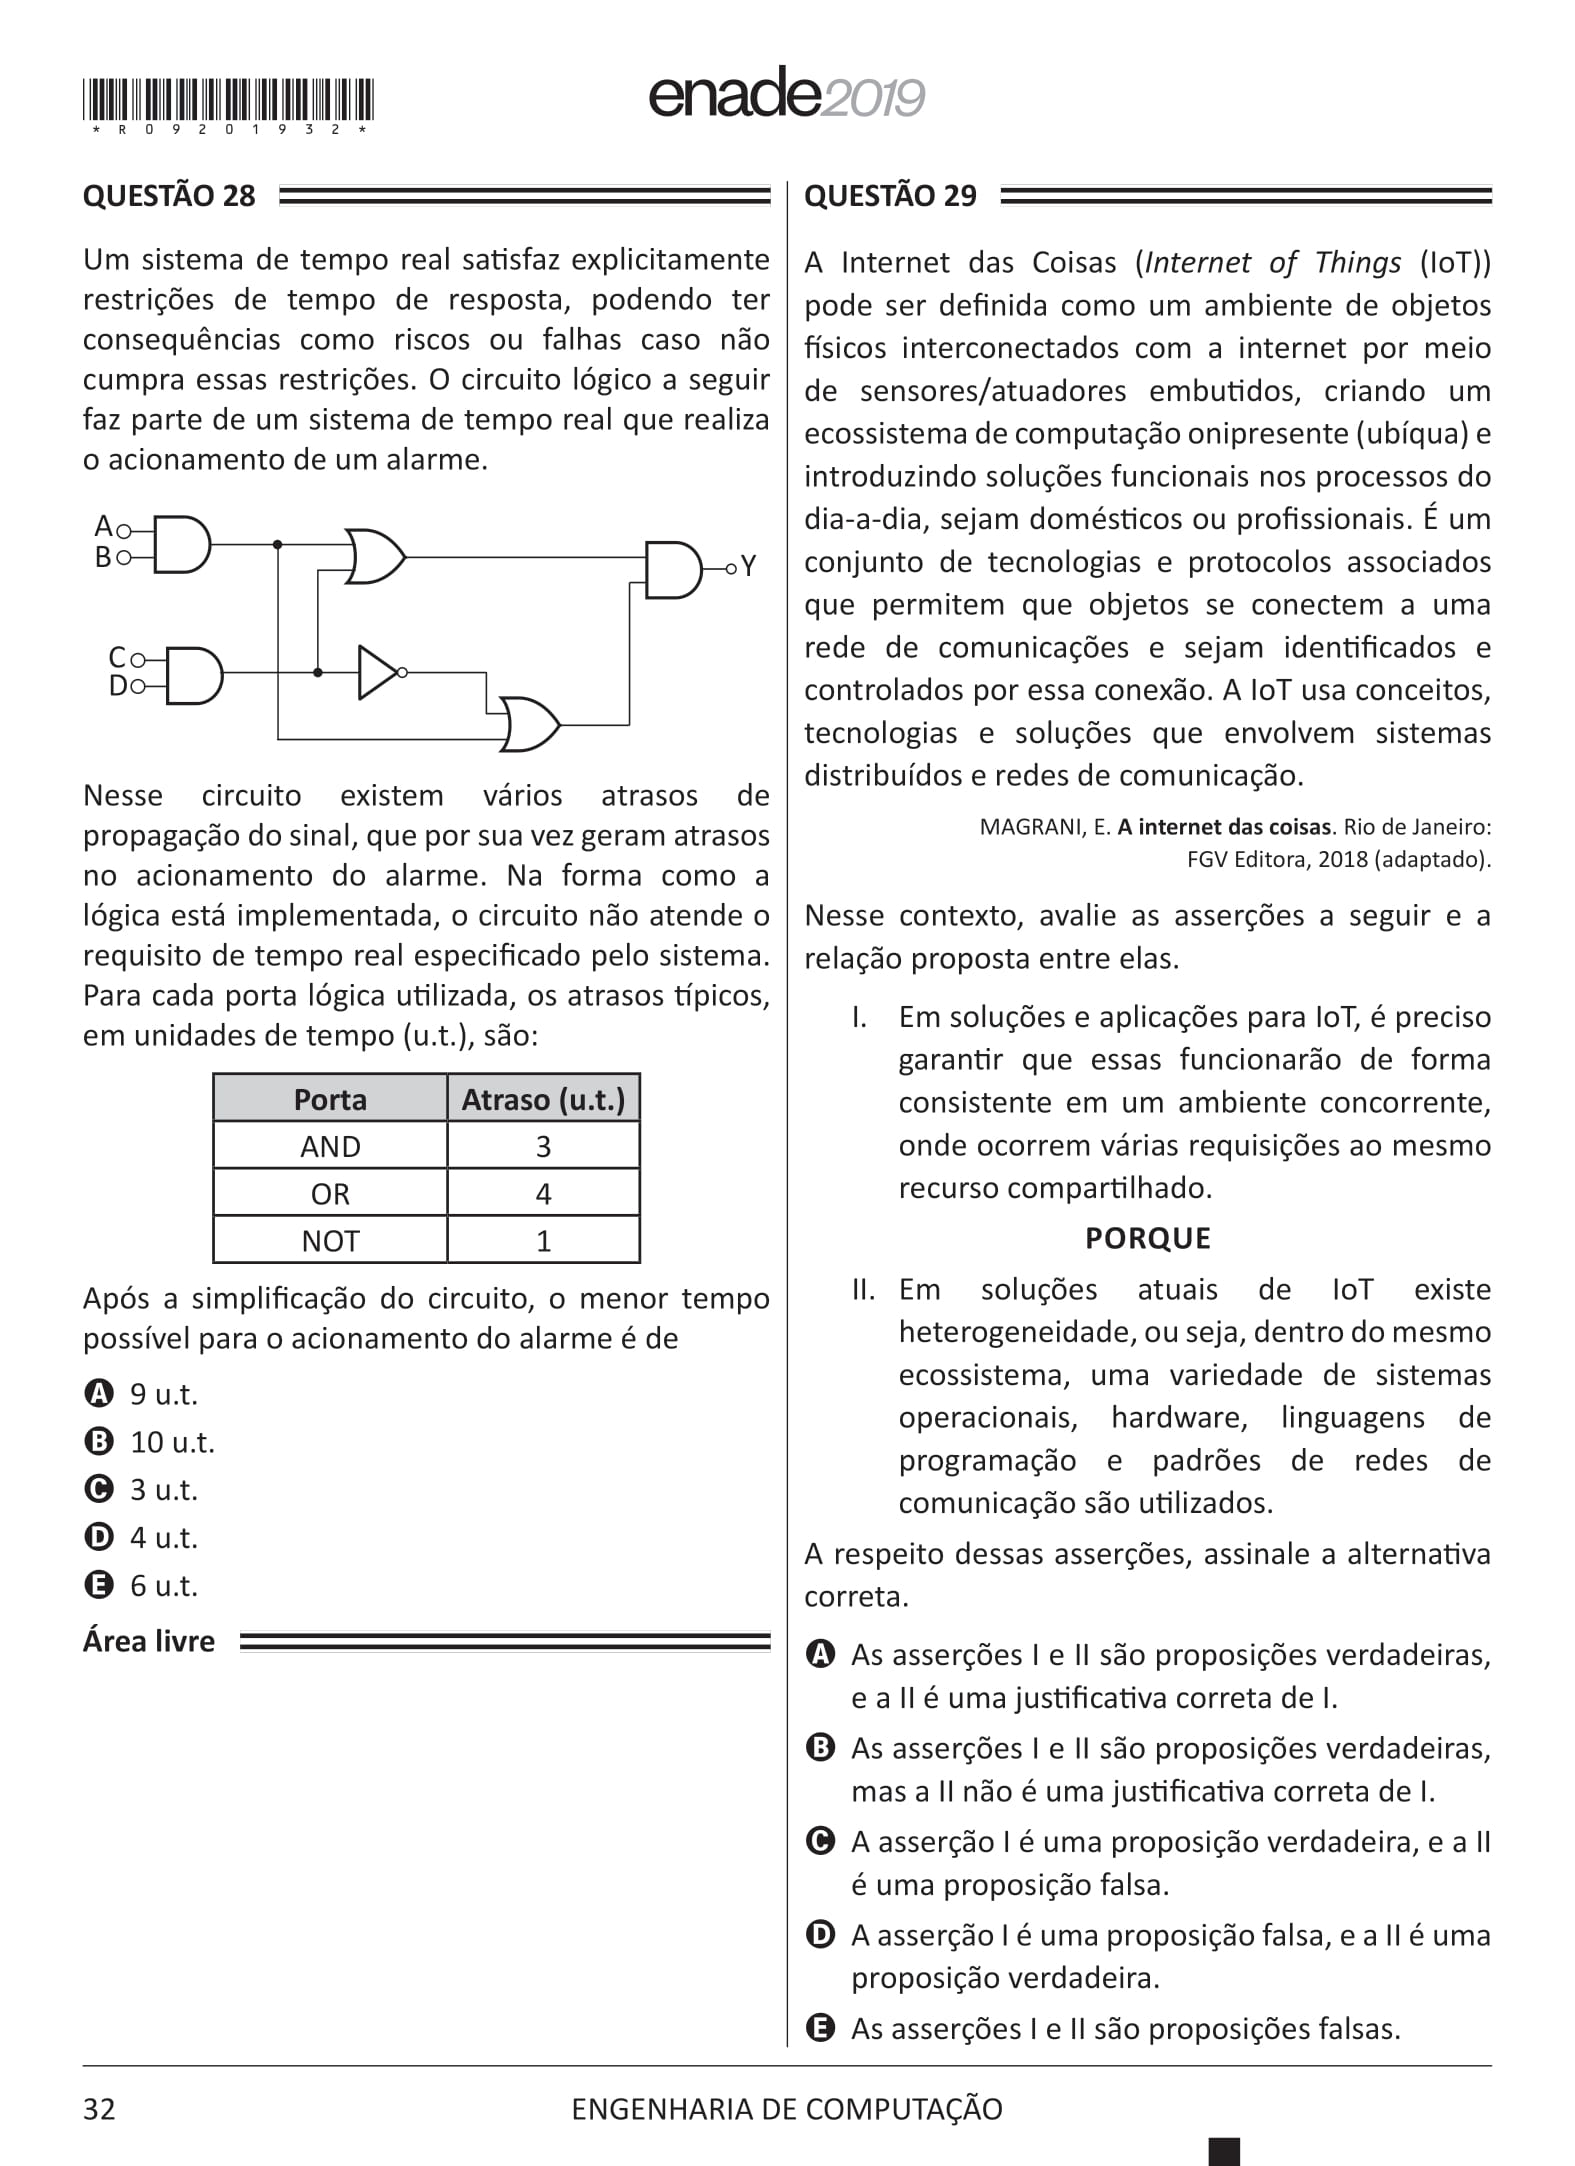 *R09201932*
enade2019
QUESTÃO 28
Um sistema de tempo real satisfaz explicitamente
restrições de tempo de resposta, podendo ter
consequências como riscos ou falhas caso não
cumpra essas restrições. O circuito lógico a seguir
faz parte de um sistema de tempo real que realiza
o acionamento de um alarme.
A
B
Y
C
D
Nesse circuito existem vários atrasos de
propagação do sinal, que por sua vez geram atrasos
no acionamento do alarme. Na forma como a
lógica está implementada, o circuito não atende o
requisito de tempo real especificado pelo sistema.
Para cada porta lógica utilizada, os atrasos típicos,
em unidades de tempo (u.t.), são:
Porta Atraso (u.t.)
AND 3
OR 4
NOT 1
Após a simplificação do circuito, o menor tempo
possível para o acionamento do alarme é de
A 9 u.t.
B 10 u.t.
C 3 u.t.
D 4 u.t.
E 6 u.t.
Área livre
QUESTÃO 29
A Internet das Coisas (Internet of Things (IoT))
pode ser definida como um ambiente de objetos
físicos interconectados com a internet por meio
de sensores/atuadores embutidos, criando um
ecossistema de computação onipresente (ubíqua) e
introduzindo soluções funcionais nos processos do
dia-a-dia, sejam domésticos ou profissionais. É um
conjunto de tecnologias e protocolos associados
que permitem que objetos se conectem a uma
rede de comunicações e sejam identificados e
controlados por essa conexão. A IoT usa conceitos,
tecnologias e soluções que envolvem sistemas
distribuídos e redes de comunicação.
MAGRANI, E. A internet das coisas. Rio de Janeiro:
FGV Editora, 2018 (adaptado).
Nesse contexto, avalie as asserções a seguir e a
relação proposta entre elas.
I. Em soluções e aplicações para IoT, é preciso
garantir que essas funcionarão de forma
consistente em um ambiente concorrente,
onde ocorrem várias requisições ao mesmo
recurso compartilhado.
PORQUE
II. Em soluções atuais de IoT existe
heterogeneidade, ou seja, dentro do mesmo
ecossistema, uma variedade de sistemas
operacionais, hardware, linguagens de
programação e padrões de redes de
comunicação são utilizados.
A respeito dessas asserções, assinale a alternativa
correta.
A As asserções I e II são proposições verdadeiras,
e a II é uma justificativa correta de I.
B As asserções I e II são proposições verdadeiras,
mas a II não é uma justificativa correta de I.
C A asserção I é uma proposição verdadeira, e a II
é uma proposição falsa.
D A asserção I é uma proposição falsa, e a II é uma
proposição verdadeira.
E As asserções I e II são proposições falsas.
32
ENGENHARIA DE COMPUTAÇÃO